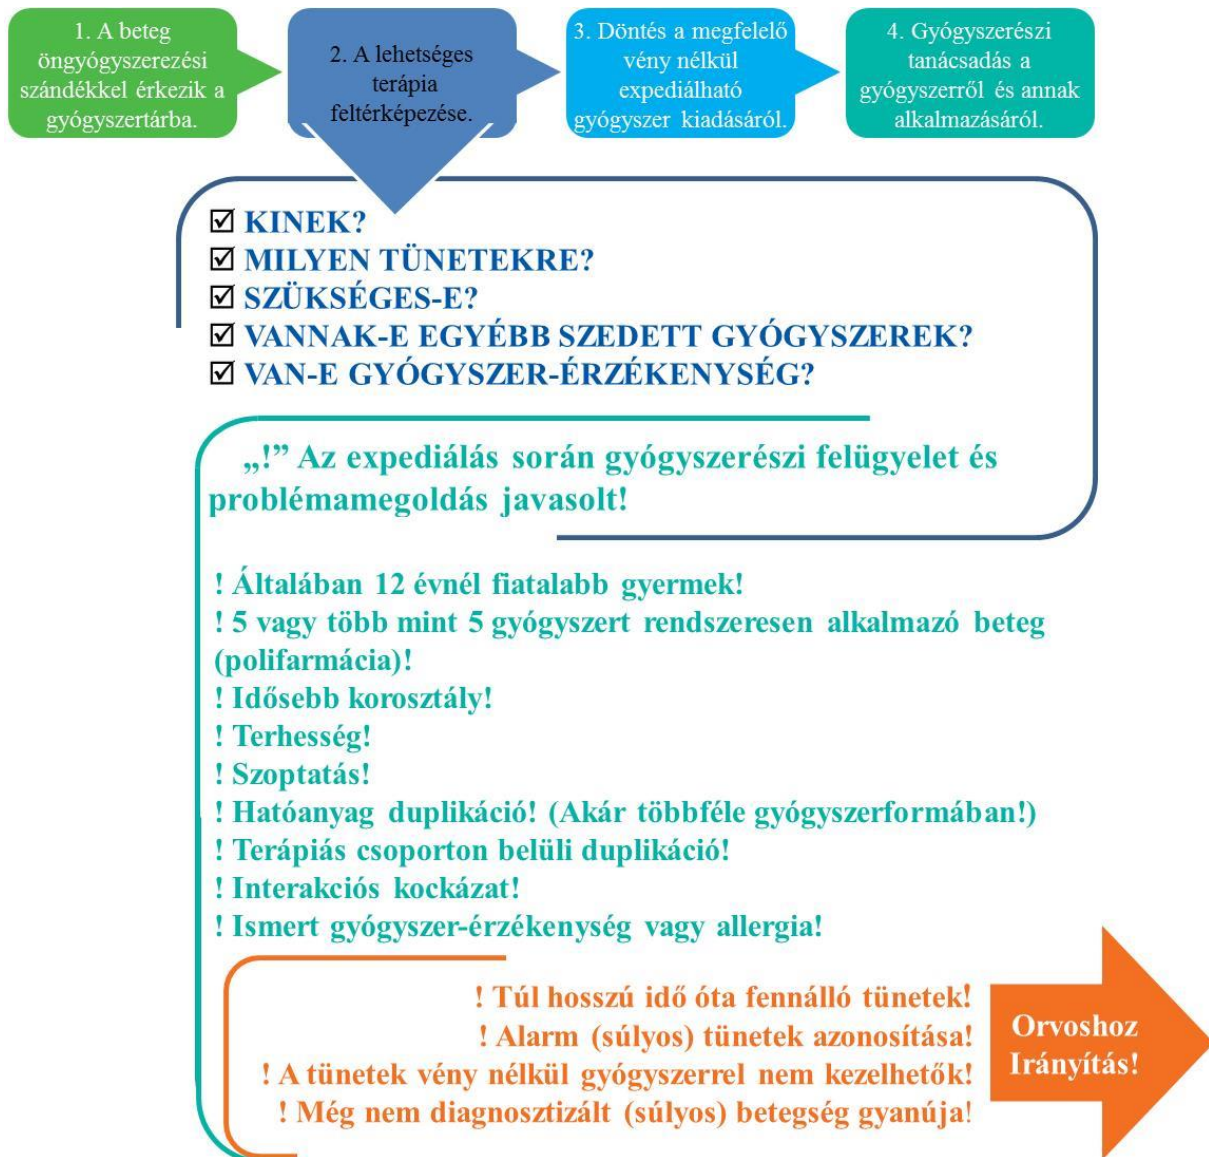 1. A beteg
öngyógyszerezési
szándékkel érkezik a
gyógyszertárba.
2. A lehetséges
terápia
feltérképezése.
3. Döntés a megfelelő
vény nélkül
expediálható
gyógyszer kiadásáról.
4. Gyógyszerészi
tanácsadás a
gyógyszerről és annak
alkalmazásáról.
☑ KINEK?
☑ MILYEN TÜNETEKRE?
☑ SZÜKSÉGES-E?
☑ VANNAK-E EGYÉBB SZEDETT GYÓGYSZEREK?
☑ VAN-E GYÓGYSZER-ÉRZÉKENYSÉG?
„!” Az expediálás során gyógyszerészi felügyelet és
problémamegoldás javasolt!
! Általában 12 évnél fiatalabb gyermek!
! 5 vagy több mint 5 gyógyszert rendszeresen alkalmazó beteg
(polifarmácia)!
! Idősebb korosztály!
! Terhesség!
! Szoptatás!
! Hatóanyag duplikáció! (Akár többféle gyógyszerformában!)
! Terápiás csoporton belüli duplikáció!
! Interakciós kockázat!
! Ismert gyógyszer-érzékenység vagy allergia!
! Túl hosszú idő óta fennálló tünetek!
! Alarm (súlyos) tünetek azonosítása!
! A tünetek vény nélkül gyógyszerrel nem kezelhetők!
! Még nem diagnosztizált (súlyos) betegség gyanúja!
Orvoshoz
Irányítás!